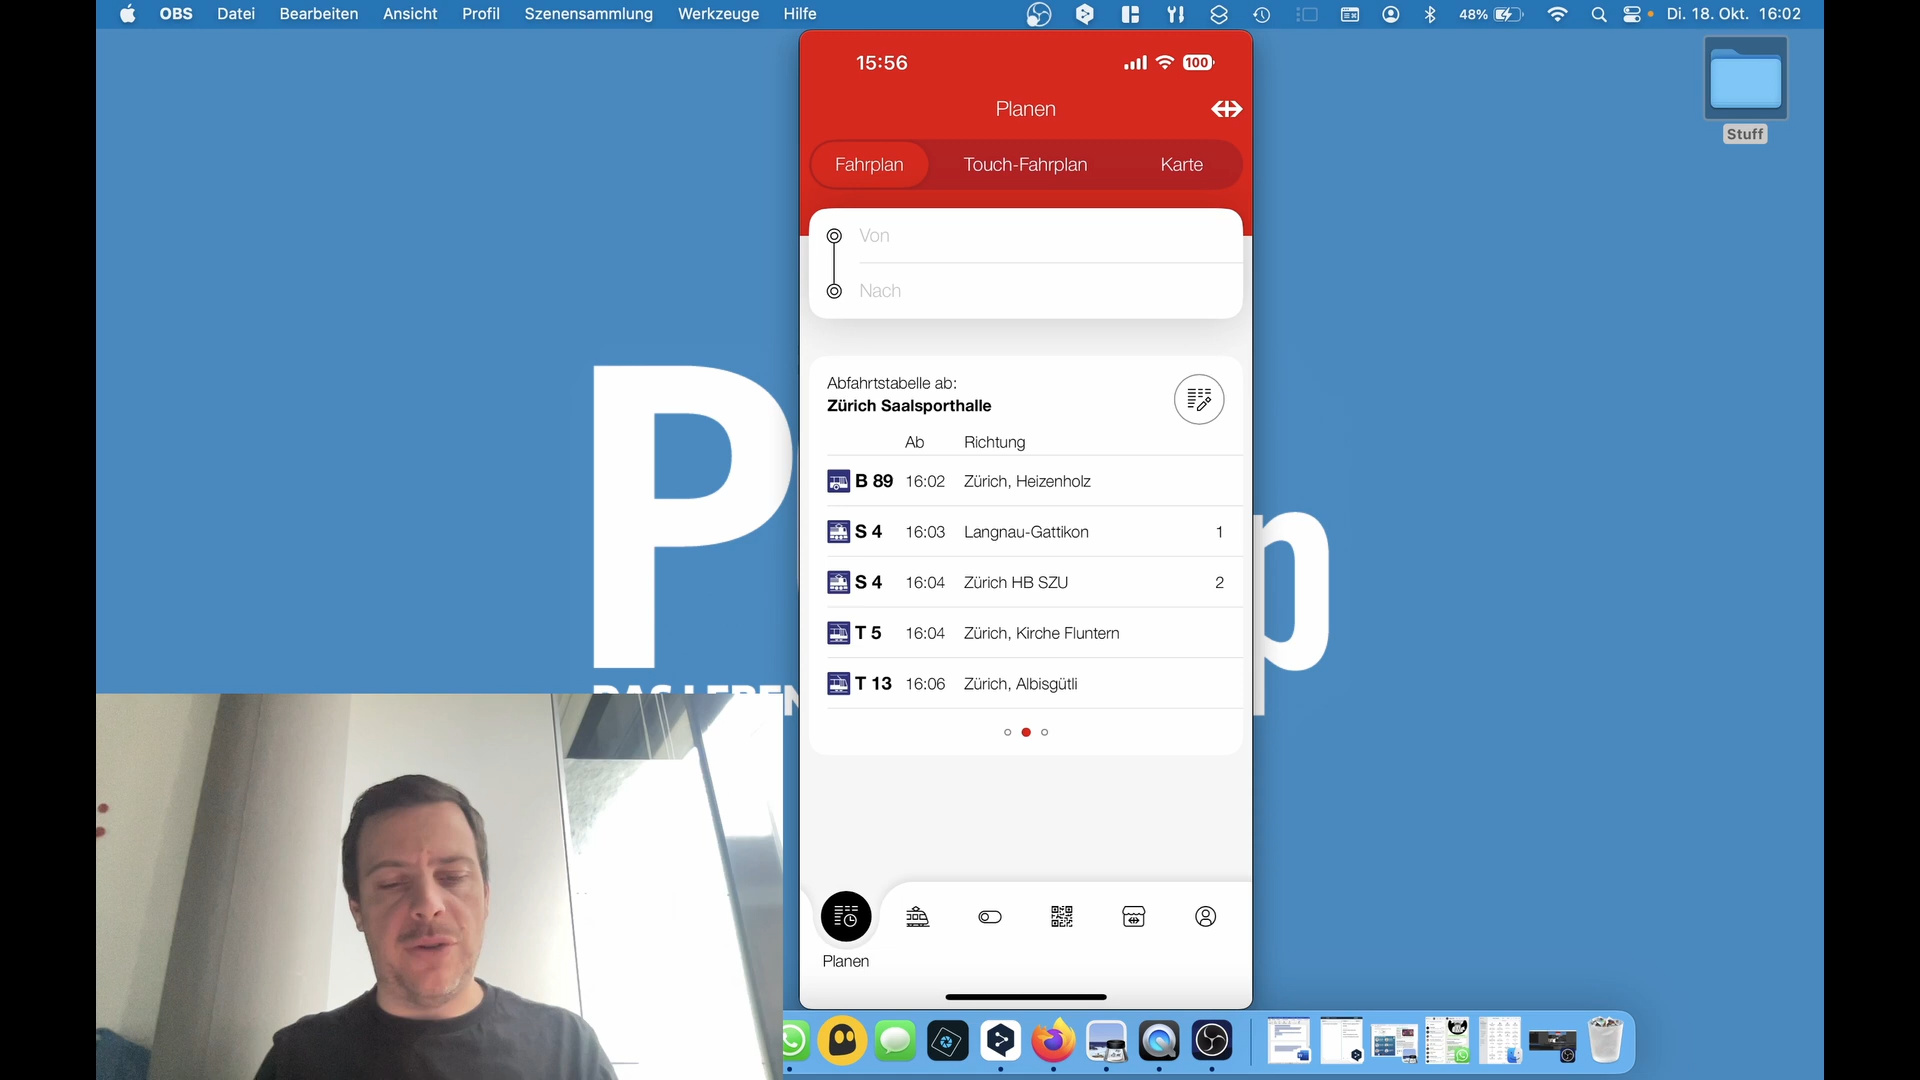 OBS Datei Bearbeiten Ansicht Profil Szenensammlung Werkzeuge Hilfe 48% Di. 18. Okt. 16:02
Stuff
15:56 100
Planen
Fahrplan Touch-Fahrplan Karte
Von
Nach
Abfahrtstabelle ab:
Zürich Saalsporthalle
Ab Richtung
B 89 16:02 Zürich, Heizenholz
S 4 16:03 Langnau-Gattikon 1
S 4 16:04 Zürich HB SZU 2
T 5 16:04 Zürich, Kirche Fluntern
T 13 16:06 Zürich, Albisgütli
Planen
P p
DAS LEBEN